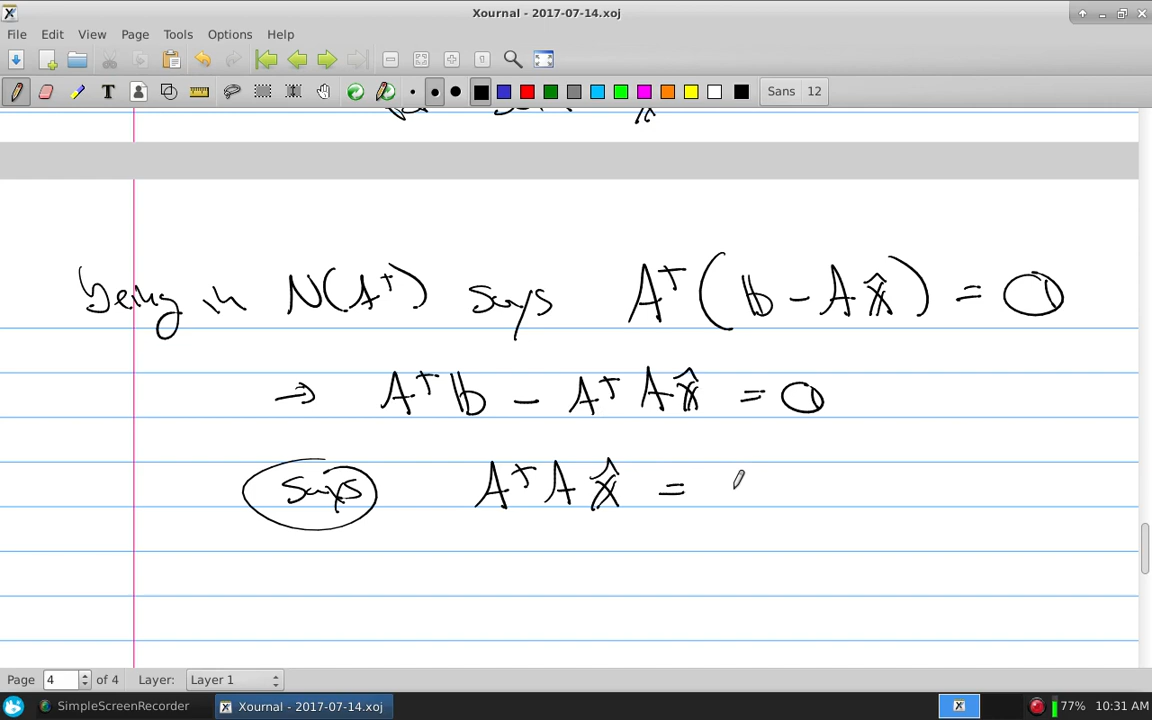 Xournal - 2017-07-14.xoj
File Edit View Page Tools Options Help
Sans 12
being in N(Aᵀ) says Aᵀ(b - Ax̂) = 0
→ Aᵀb - AᵀAx̂ = 0
says AᵀAx̂ =
Page 4 of 4 Layer: Layer 1
SimpleScreenRecorder Xournal - 2017-07-14.xoj 77% 10:31 AM